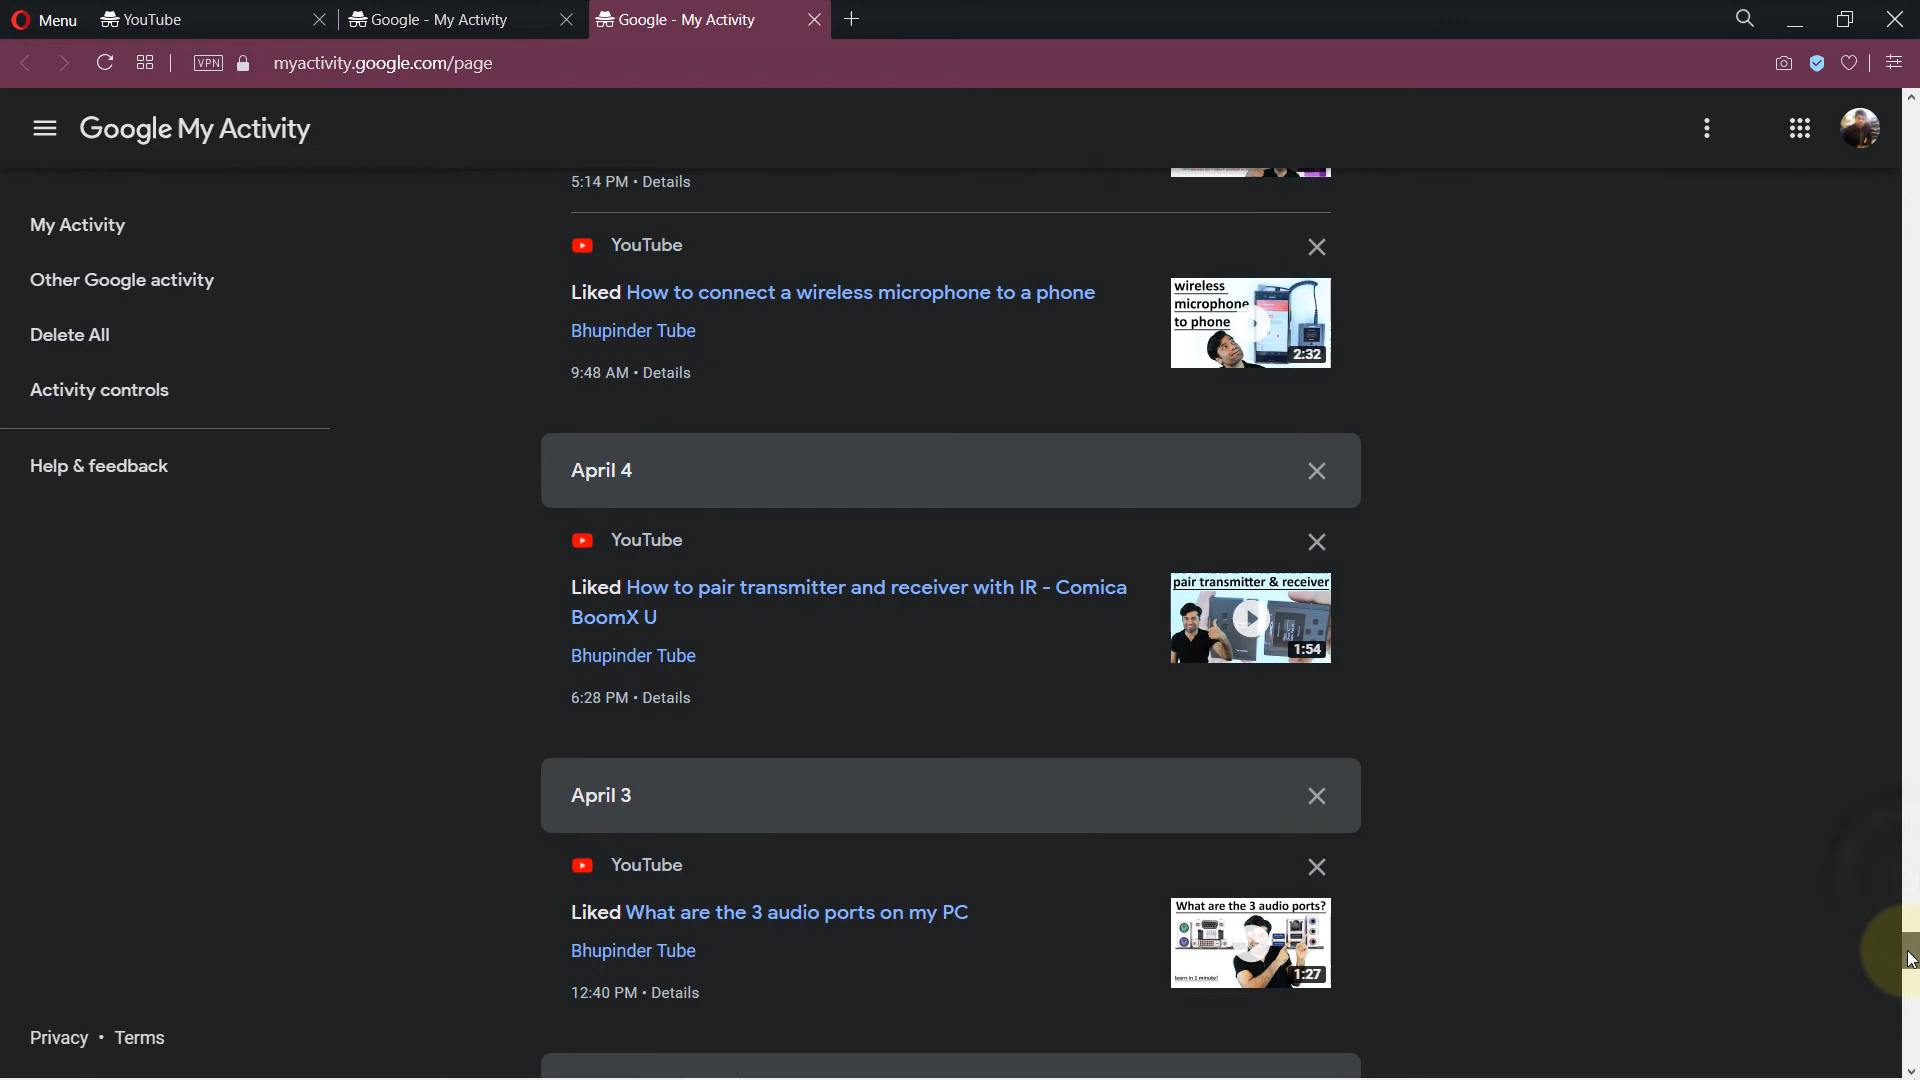 Menu
YouTube
Google - My Activity
Google - My Activity
VPN
myactivity.google.com/page
Google My Activity
My Activity
Other Google activity
Delete All
Activity controls
Help & feedback
Privacy • Terms
5:14 PM • Details
YouTube
Liked How to connect a wireless microphone to a phone
Bhupinder Tube
9:48 AM • Details
wireless
microphone
to phone
2:32
April 4
YouTube
Liked How to pair transmitter and receiver with IR - Comica
BoomX U
Bhupinder Tube
6:28 PM • Details
pair transmitter & receiver
1:54
April 3
YouTube
Liked What are the 3 audio ports on my PC
Bhupinder Tube
12:40 PM • Details
What are the 3 audio ports?
learn in 1 minute!
1:27